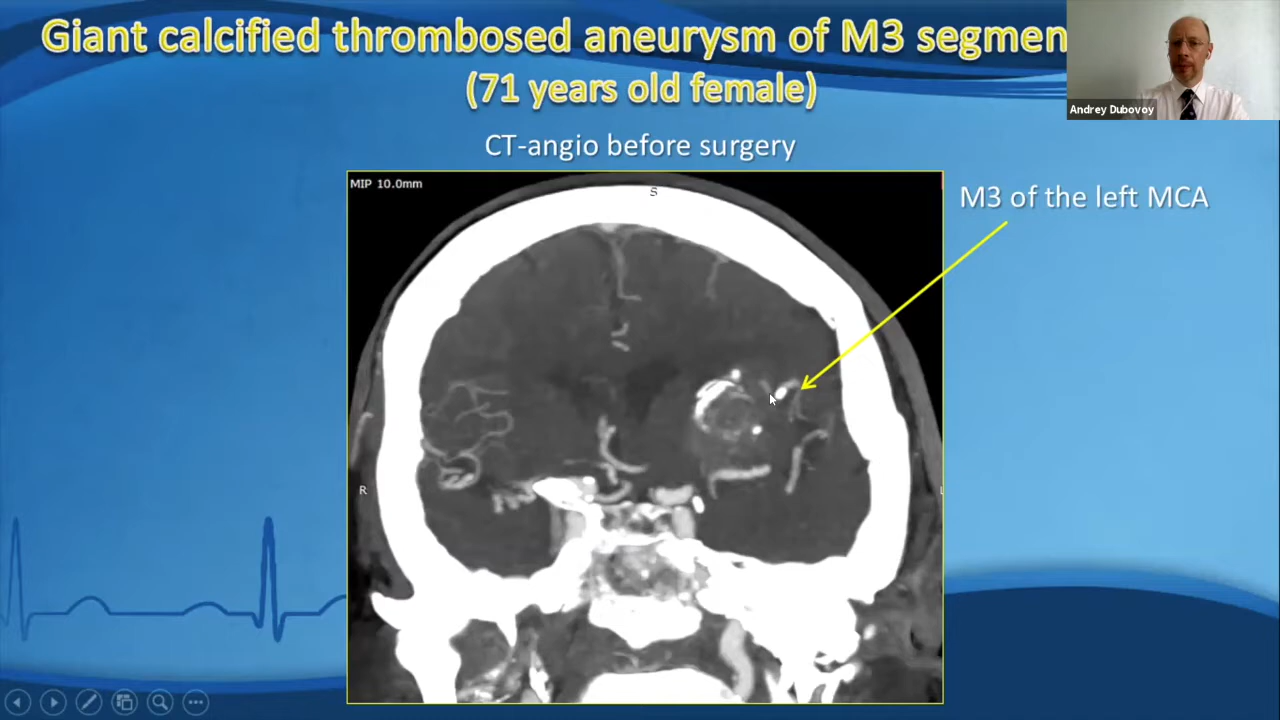 Giant calcified thrombosed aneurysm of M3 segmen
(71 years old female)
Andrey Dubovoy
CT-angio before surgery
MIP 10.0mm
S
M3 of the left MCA
R
L